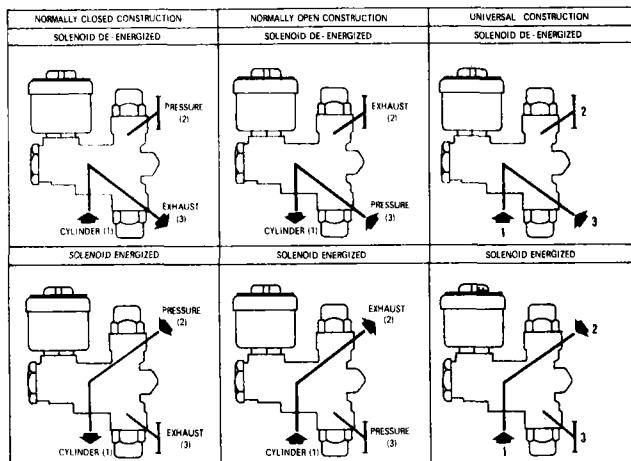 NORMALLY CLOSED CONSTRUCTION
NORMALLY OPEN CONSTRUCTION
UNIVERSAL CONSTRUCTION
SOLENOID DE-ENERGIZED
SOLENOID DE-ENERGIZED
SOLENOID DE-ENERGIZED
PRESSURE
(2)
EXHAUST
(3)
CYLINDER (1)
EXHAUST
(2)
PRESSURE
(3)
CYLINDER (1)
2
3
1
SOLENOID ENERGIZED
SOLENOID ENERGIZED
SOLENOID ENERGIZED
PRESSURE
(2)
EXHAUST
(3)
CYLINDER (1)
EXHAUST
(2)
PRESSURE
(3)
CYLINDER (1)
2
3
1